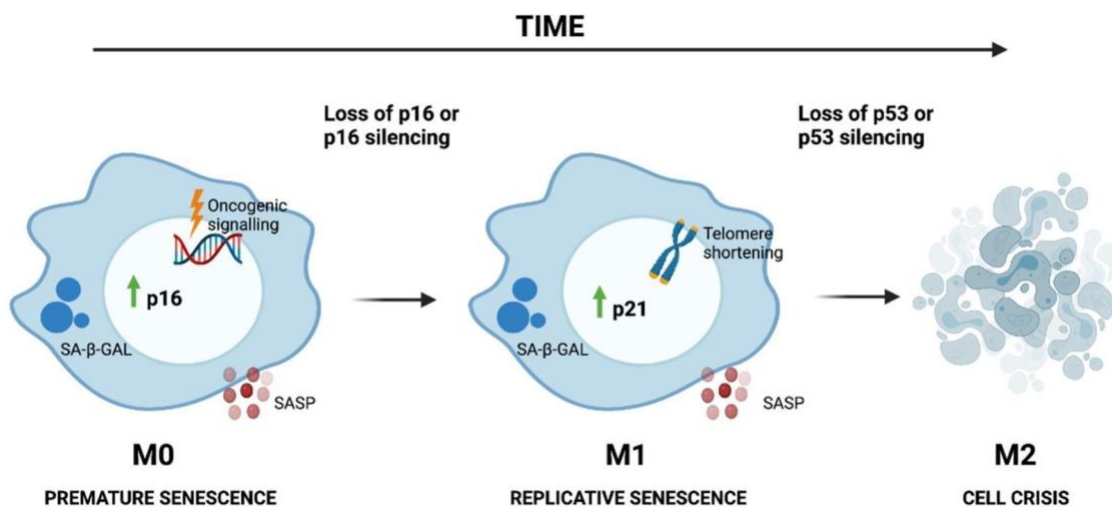 TIME
Loss of p16 or
p16 silencing
Loss of p53 or
p53 silencing
Oncogenic
signalling
p16
SA-β-GAL
SASP
Telomere
shortening
p21
SA-β-GAL
SASP
M0
M1
M2
PREMATURE SENESCENCE
REPLICATIVE SENESCENCE
CELL CRISIS